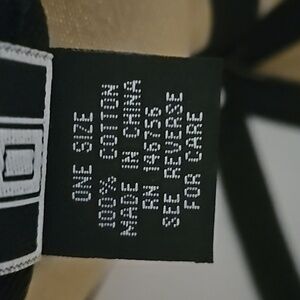 ONE SIZE
100% COTTON
MADE IN CHINA
RN 146756
SEE REVERSE
FOR CARE